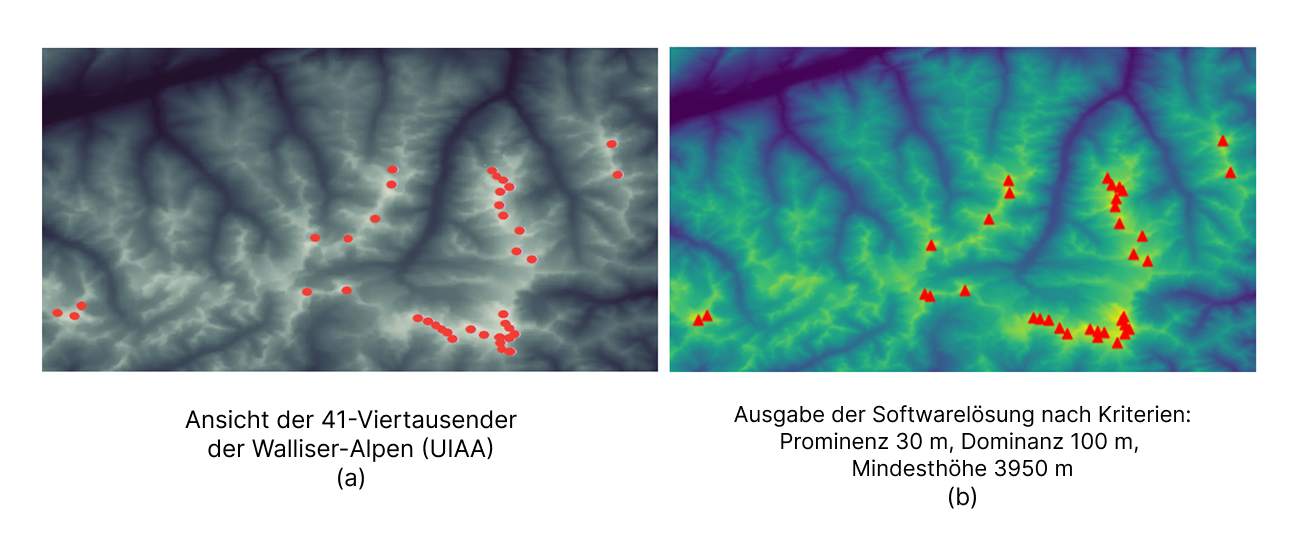 Ansicht der 41-Viertausender
der Walliser-Alpen (UIAA)
(a)
Ausgabe der Softwarelösung nach Kriterien:
Prominenz 30 m, Dominanz 100 m,
Mindesthöhe 3950 m
(b)